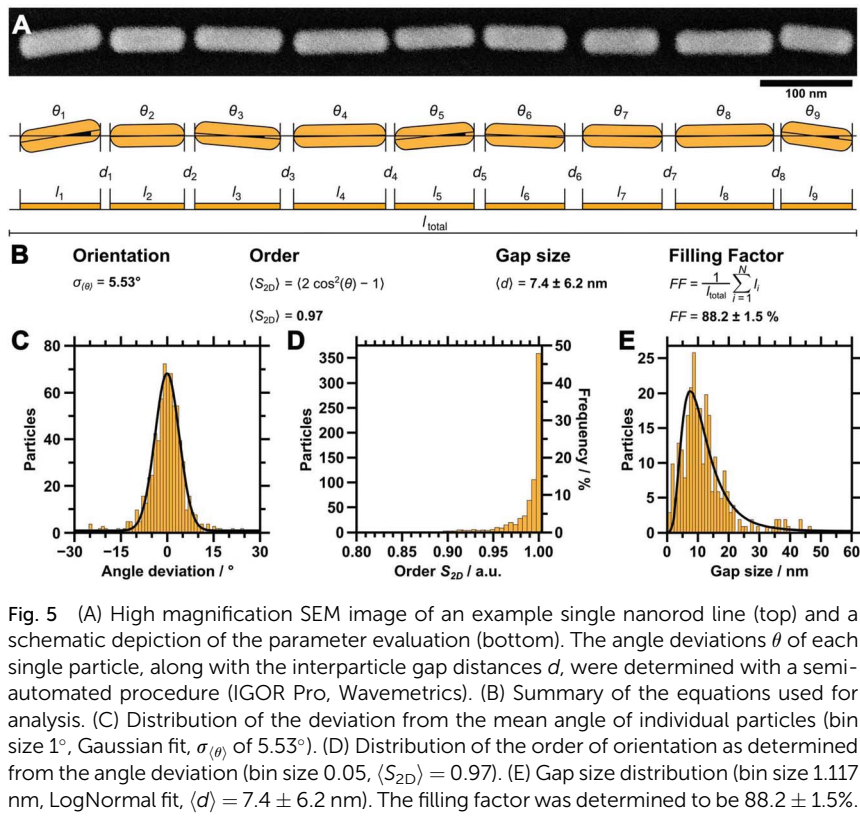 A
100 nm
θ1 θ2 θ3 θ4 θ5 θ6 θ7 θ8 θ9
d1 d2 d3 d4 d5 d6 d7 d8
l1 l2 l3 l4 l5 l6 l7 l8 l9
ltotal
B Orientation Order Gap size Filling Factor
σ(θ) = 5.53° ⟨S2D⟩ = ⟨2 cos²(θ) − 1⟩ ⟨d⟩ = 7.4 ± 6.2 nm FF = 1/ltotal ∑ N i = 1 li
⟨S2D⟩ = 0.97 FF = 88.2 ± 1.5 %
C D E
80
60
40
20
0
Particles
−30 −15 0 15 30
Angle deviation / °
350
300
250
200
150
100
50
0
Particles
50
40
30
20
10
0
Frequency / %
0.80 0.85 0.90 0.95 1.00
Order S2D / a.u.
25
20
15
10
5
0
Particles
0 10 20 30 40 50 60
Gap size / nm
Fig. 5 (A) High magnification SEM image of an example single nanorod line (top) and a
schematic depiction of the parameter evaluation (bottom). The angle deviations θ of each
single particle, along with the interparticle gap distances d, were determined with a semi-
automated procedure (IGOR Pro, Wavemetrics). (B) Summary of the equations used for
analysis. (C) Distribution of the deviation from the mean angle of individual particles (bin
size 1°, Gaussian fit, σ⟨θ⟩ of 5.53°). (D) Distribution of the order of orientation as determined
from the angle deviation (bin size 0.05, ⟨S2D⟩ = 0.97). (E) Gap size distribution (bin size 1.117
nm, LogNormal fit, ⟨d⟩ = 7.4 ± 6.2 nm). The filling factor was determined to be 88.2 ± 1.5%.